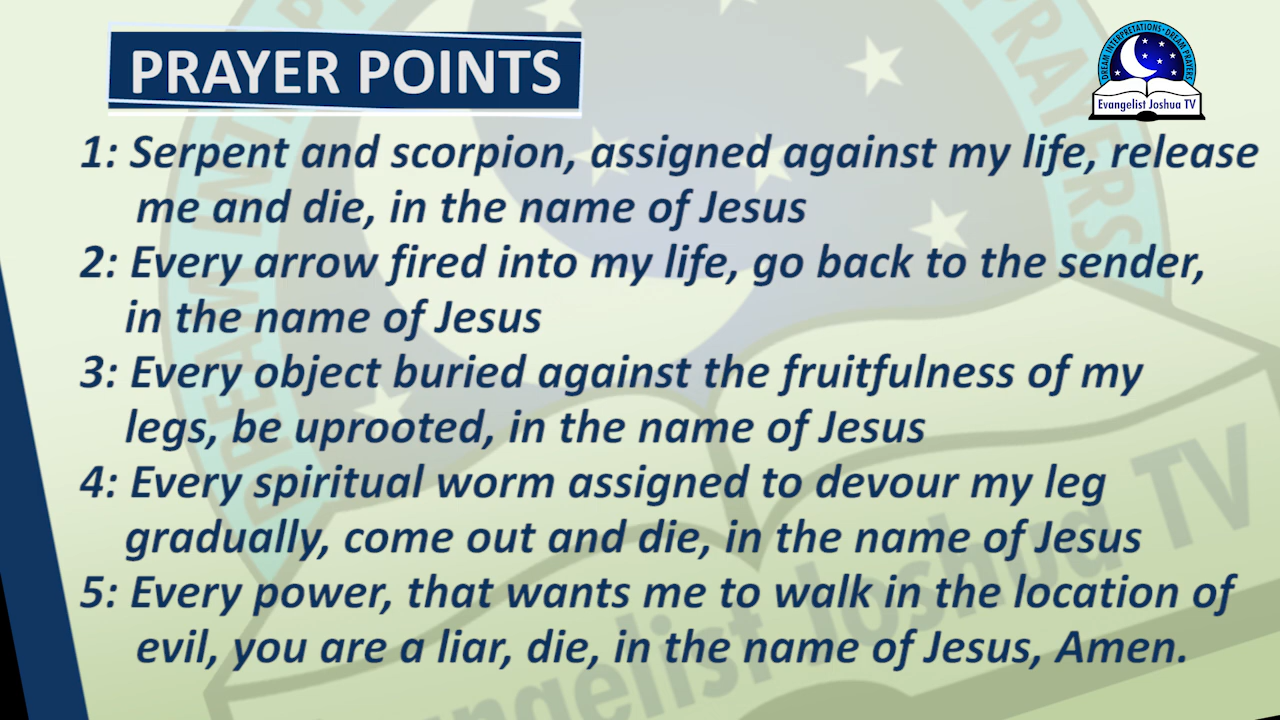 PRAYER POINTS
DREAM INTERPRETATIONS · DREAM PRAYERS
Evangelist Joshua TV
1: Serpent and scorpion, assigned against my life, release
me and die, in the name of Jesus
2: Every arrow fired into my life, go back to the sender,
in the name of Jesus
3: Every object buried against the fruitfulness of my
legs, be uprooted, in the name of Jesus
4: Every spiritual worm assigned to devour my leg
gradually, come out and die, in the name of Jesus
5: Every power, that wants me to walk in the location of
evil, you are a liar, die, in the name of Jesus, Amen.